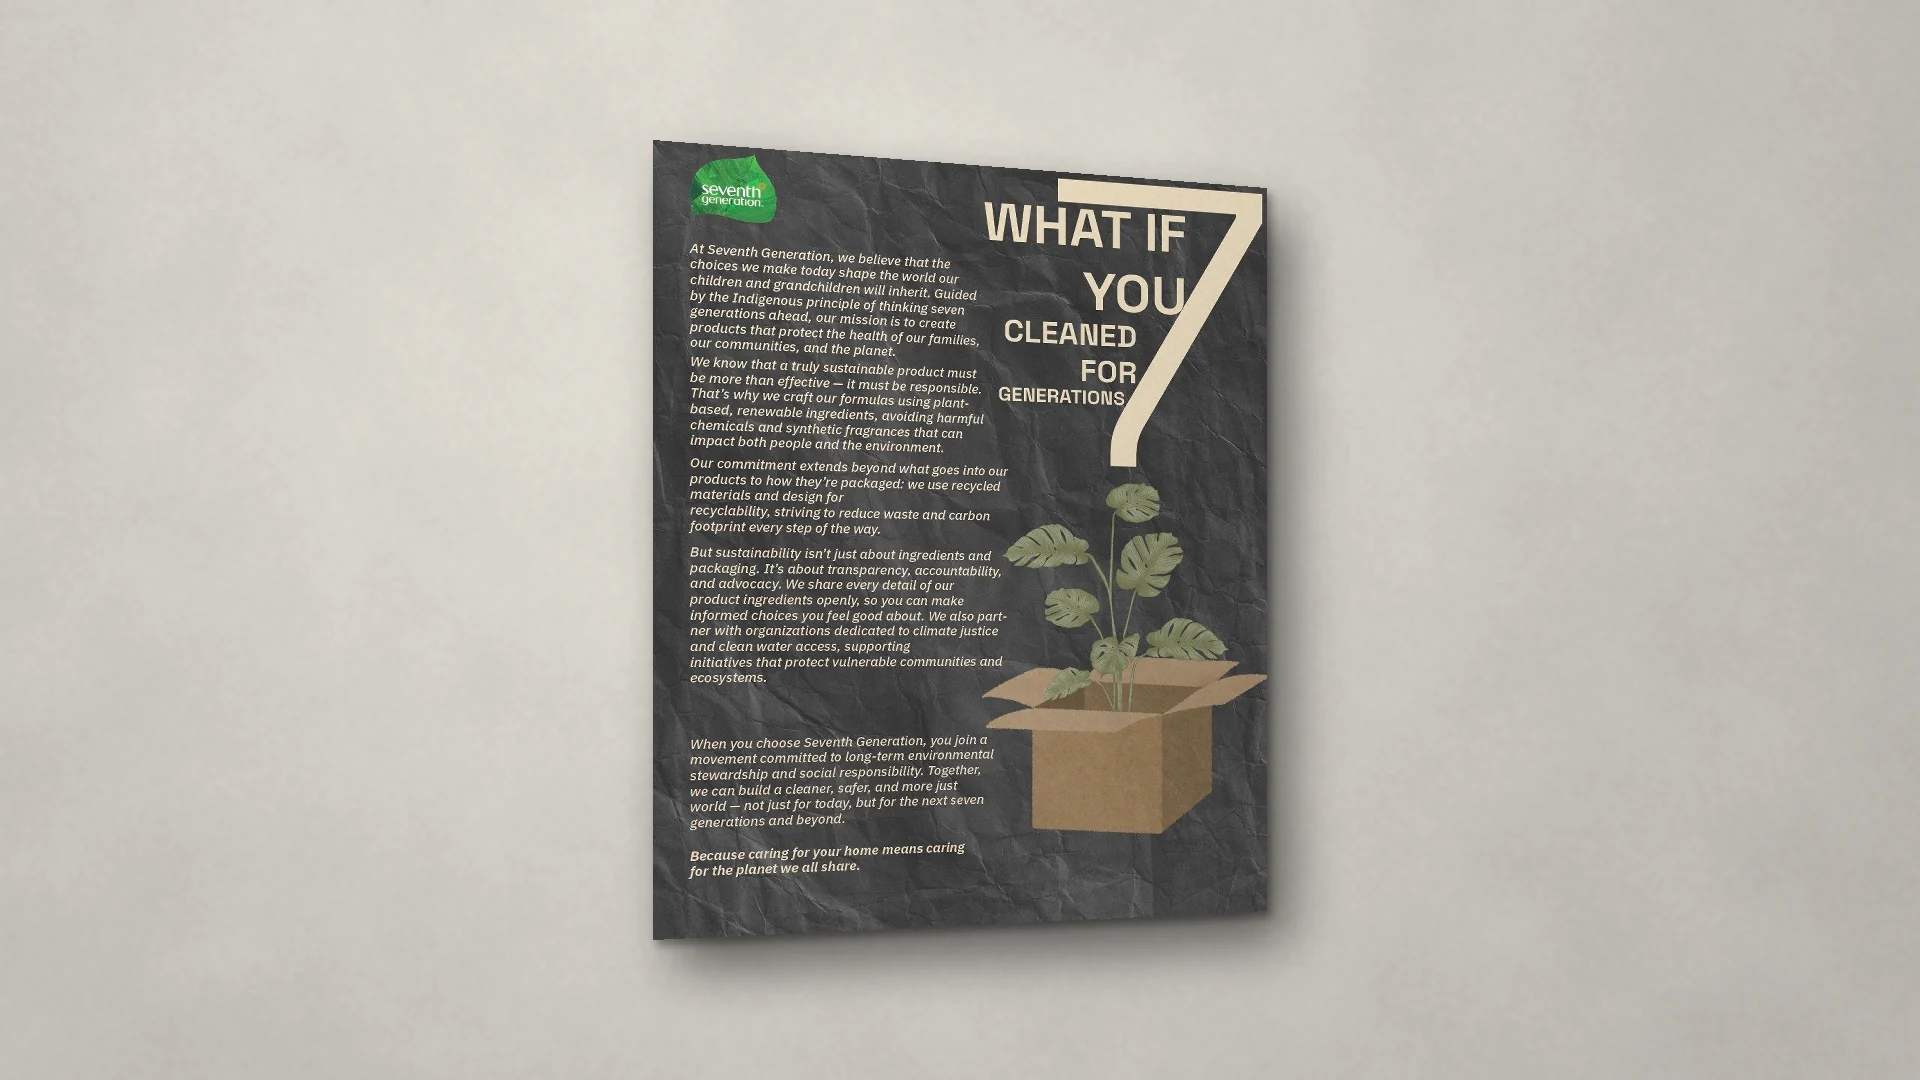 seventh
generation.
At Seventh Generation, we believe that the
choices we make today shape the world our
children and grandchildren will inherit. Guided
by the Indigenous principle of thinking seven
generations ahead, our mission is to create
products that protect the health of our families,
our communities, and the planet.
We know that a truly sustainable product must
be more than effective — it must be responsible.
That's why we craft our formulas using plant-
based, renewable ingredients, avoiding harmful
chemicals and synthetic fragrances that can
impact both people and the environment.
Our commitment extends beyond what goes into our
products to how they're packaged: we use recycled
materials and design for
recyclability, striving to reduce waste and carbon
footprint every step of the way.
But sustainability isn't just about ingredients and
packaging. It's about transparency, accountability,
and advocacy. We share every detail of our
product ingredients openly, so you can make
informed choices you feel good about. We also part-
ner with organizations dedicated to climate justice
and clean water access, supporting
initiatives that protect vulnerable communities and
ecosystems.
When you choose Seventh Generation, you join a
movement committed to long-term environmental
stewardship and social responsibility. Together,
we can build a cleaner, safer, and more just
world — not just for today, but for the next seven
generations and beyond.
Because caring for your home means caring
for the planet we all share.
WHAT IF
YOU
CLEANED
FOR
GENERATIONS
7